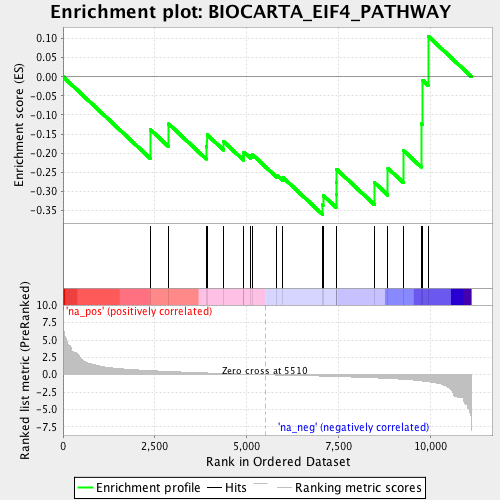 Enrichment plot: BIOCARTA_EIF4_PATHWAY
Enrichment score (ES)
0.10
0.05
0.00
-0.05
-0.10
-0.15
-0.20
-0.25
-0.30
-0.35
'na_pos' (positively correlated)
Ranked list metric (PreRanked)
10.0
7.5
5.0
2.5
0.0
-2.5
-5.0
-7.5
Zero cross at 5510
'na_neg' (negatively correlated)
0
2,500
5,000
7,500
10,000
Rank in Ordered Dataset
Enrichment profile
Hits
Ranking metric scores